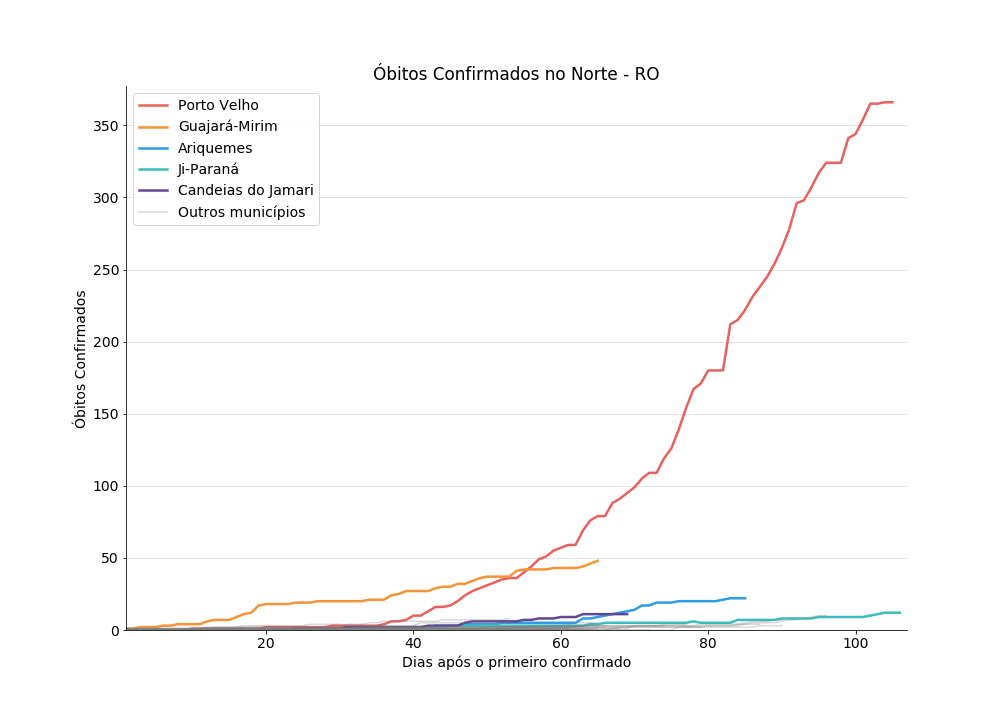 Óbitos Confirmados no Norte - RO
Porto Velho
Guajará-Mirim
Ariquemes
Ji-Paraná
Candeias do Jamari
Outros municípios
Óbitos Confirmados
350
300
250
200
150
100
50
0
20
40
60
80
100
Dias após o primeiro confirmado